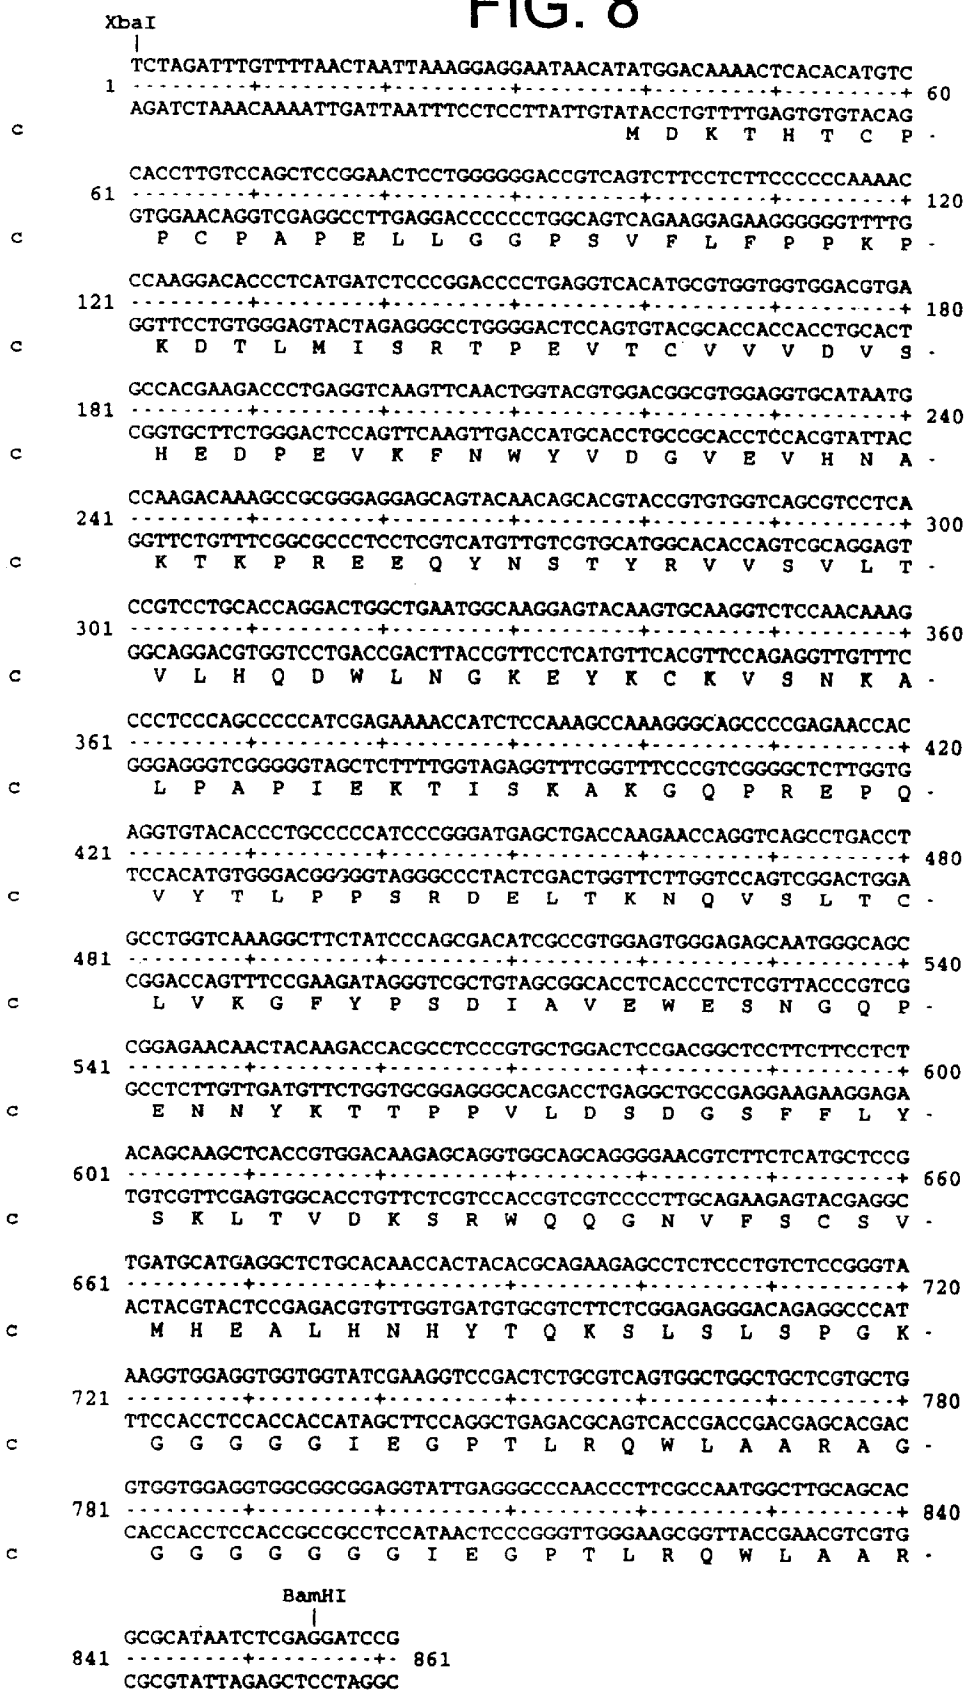 FIG. 8
XbaI
|
TCTAGATTTGTTTTAACTAATTAAAGGAGGAATAACATATGGACAAAACTCACACATGTC
1 ---------+---------+---------+---------+---------+---------+ 60
AGATCTAAACAAAATTGATTAATTTCCTCCTTATTGTATACCTGTTTTGAGTGTGTACAG
c M D K T H T C P -
CACCTTGTCCAGCTCCGGAACTCCTGGGGGGACCGTCAGTCTTCCTCTTCCCCCCAAAAC
61 ---------+---------+---------+---------+---------+---------+ 120
GTGGAACAGGTCGAGGCCTTGAGGACCCCCCTGGCAGTCAGAAGGAGAAGGGGGGTTTTG
c P C P A P E L L G G P S V F L F P P K P -
CCAAGGACACCCTCATGATCTCCCGGACCCCTGAGGTCACATGCGTGGTGGTGGACGTGA
121 ---------+---------+---------+---------+---------+---------+ 180
GGTTCCTGTGGGAGTACTAGAGGGCCTGGGGACTCCAGTGTACGCACCACCACCTGCACT
c K D T L M I S R T P E V T C V V V D V S -
GCCACGAAGACCCTGAGGTCAAGTTCAACTGGTACGTGGACGGCGTGGAGGTGCATAATG
181 ---------+---------+---------+---------+---------+---------+ 240
CGGTGCTTCTGGGACTCCAGTTCAAGTTGACCATGCACCTGCCGCACCTCCACGTATTAC
c H E D P E V K F N W Y V D G V E V H N A -
CCAAGACAAAGCCGCGGGAGGAGCAGTACAACAGCACGTACCGTGTGGTCAGCGTCCTCA
241 ---------+---------+---------+---------+---------+---------+ 300
GGTTCTGTTTCGGCGCCCTCCTCGTCATGTTGTCGTGCATGGCACACCAGTCGCAGGAGT
c K T K P R E E Q Y N S T Y R V V S V L T -
CCGTCCTGCACCAGGACTGGCTGAATGGCAAGGAGTACAAGTGCAAGGTCTCCAACAAAG
301 ---------+---------+---------+---------+---------+---------+ 360
GGCAGGACGTGGTCCTGACCGACTTACCGTTCCTCATGTTCACGTTCCAGAGGTTGTTTC
c V L H Q D W L N G K E Y K C K V S N K A -
CCCTCCCAGCCCCCATCGAGAAAACCATCTCCAAAGCCAAAGGGCAGCCCCGAGAACCAC
361 ---------+---------+---------+---------+---------+---------+ 420
GGGAGGGTCGGGGGTAGCTCTTTTGGTAGAGGTTTCGGTTTCCCGTCGGGGCTCTTGGTG
c L P A P I E K T I S K A K G Q P R E P Q -
AGGTGTACACCCTGCCCCCATCCCGGGATGAGCTGACCAAGAACCAGGTCAGCCTGACCT
421 ---------+---------+---------+---------+---------+---------+ 480
TCCACATGTGGGACGGGGGTAGGGCCCTACTCGACTGGTTCTTGGTCCAGTCGGACTGGA
c V Y T L P P S R D E L T K N Q V S L T C -
GCCTGGTCAAAGGCTTCTATCCCAGCGACATCGCCGTGGAGTGGGAGAGCAATGGGCAGC
481 ---------+---------+---------+---------+---------+---------+ 540
CGGACCAGTTTCCGAAGATAGGGTCGCTGTAGCGGCACCTCACCCTCTCGTTACCCGTCG
c L V K G F Y P S D I A V E W E S N G Q P -
CGGAGAACAACTACAAGACCACGCCTCCCGTGCTGGACTCCGACGGCTCCTTCTTCCTCT
541 ---------+---------+---------+---------+---------+---------+ 600
GCCTCTTGTTGATGTTCTGGTGCGGAGGGCACGACCTGAGGCTGCCGAGGAAGAAGGAGA
c E N N Y K T T P P V L D S D G S F F L Y -
ACAGCAAGCTCACCGTGGACAAGAGCAGGTGGCAGCAGGGGAACGTCTTCTCATGCTCCG
601 ---------+---------+---------+---------+---------+---------+ 660
TGTCGTTCGAGTGGCACCTGTTCTCGTCCACCGTCGTCCCCTTGCAGAAGAGTACGAGGC
c S K L T V D K S R W Q Q G N V F S C S V -
TGATGCATGAGGCTCTGCACAACCACTACACGCAGAAGAGCCTCTCCCTGTCTCCGGGTA
661 ---------+---------+---------+---------+---------+---------+ 720
ACTACGTACTCCGAGACGTGTTGGTGATGTGCGTCTTCTCGGAGAGGGACAGAGGCCCAT
c M H E A L H N H Y T Q K S L S L S P G K -
AAGGTGGAGGTGGTGGTATCGAAGGTCCGACTCTGCGTCAGTGGCTGGCTGCTCGTGCTG
721 ---------+---------+---------+---------+---------+---------+ 780
TTCCACCTCCACCACCATAGCTTCCAGGCTGAGACGCAGTCACCGACCGACGAGCACGAC
c G G G G G I E G P T L R Q W L A A R A G -
GTGGTGGAGGTGGCGGCGGAGGTATTGAGGGCCCAACCCTTCGCCAATGGCTTGCAGCAC
781 ---------+---------+---------+---------+---------+---------+ 840
CACCACCTCCACCGCCGCCTCCATAACTCCCGGGTTGGGAAGCGGTTACCGAACGTCGTG
c G G G G G G G I E G P T L R Q W L A A R -
BamHI
|
GCGCATAATCTCGAGGATCCG
841 ---------+---------+- 861
CGCGTATTAGAGCTCCTAGGC